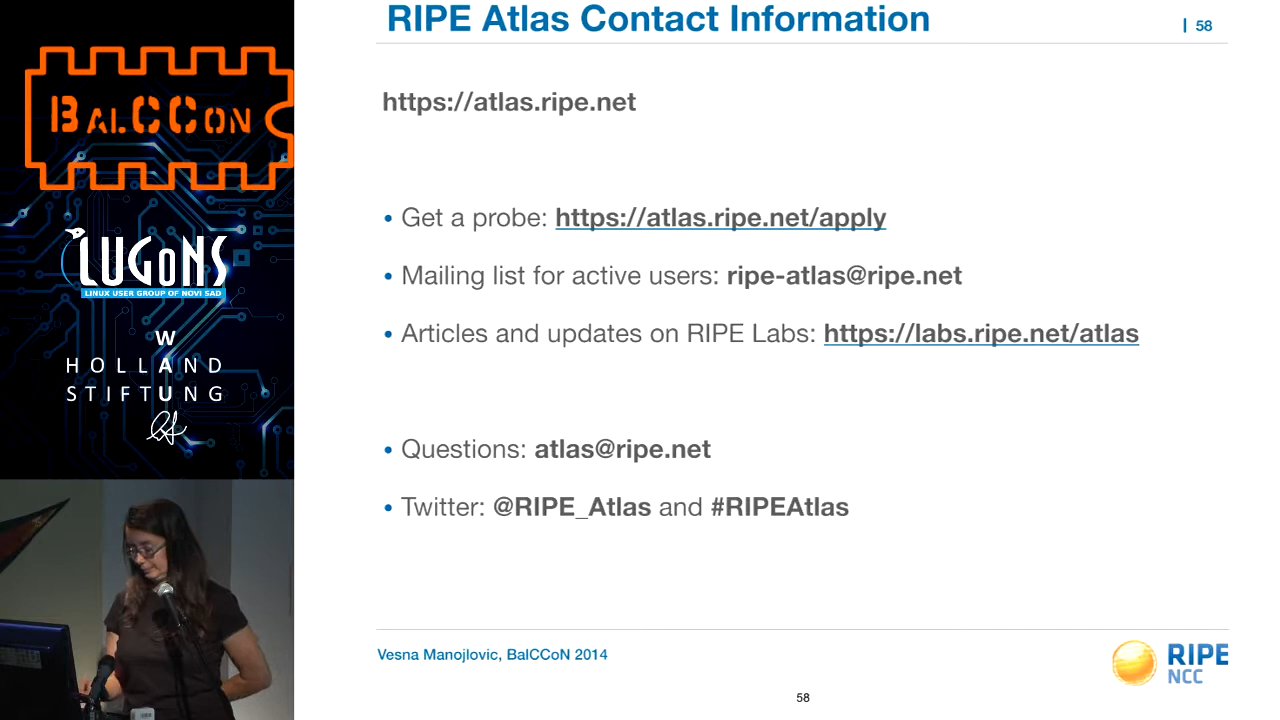 RIPE Atlas Contact Information
| 58
https://atlas.ripe.net
• Get a probe: https://atlas.ripe.net/apply
• Mailing list for active users: ripe-atlas@ripe.net
• Articles and updates on RIPE Labs: https://labs.ripe.net/atlas
• Questions: atlas@ripe.net
• Twitter: @RIPE_Atlas and #RIPEAtlas
Vesna Manojlovic, BalCCoN 2014
RIPE
NCC
58
BALCCON
LUGoNS
LINUX USER GROUP OF NOVI SAD
W
HOLLAND
STIFTUNG